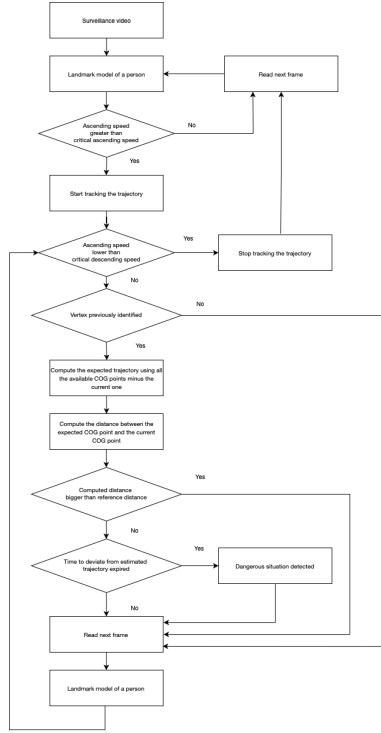 Surveillance video
Landmark model of a person
Read next frame
Ascending speed
greater than
critical ascending speed
No
Yes
Start tracking the trajectory
Ascending speed
lower than
critical descending speed
Yes
Stop tracking the trajectory
No
Vertex previously identified
No
Yes
Compute the expected trajectory using all
the available COG points minus the
current one
Compute the distance between the
expected COG point and the current
COG point
Computed distance
bigger than reference distance
Yes
No
Time to deviate from estimated
trajectory expired
Yes
Dangerous situation detected
No
Read next frame
Landmark model of a person